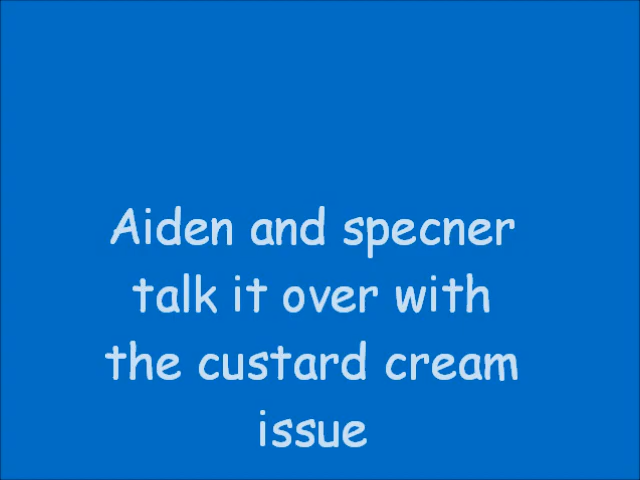 Aiden and specner
talk it over with
the custard cream
issue